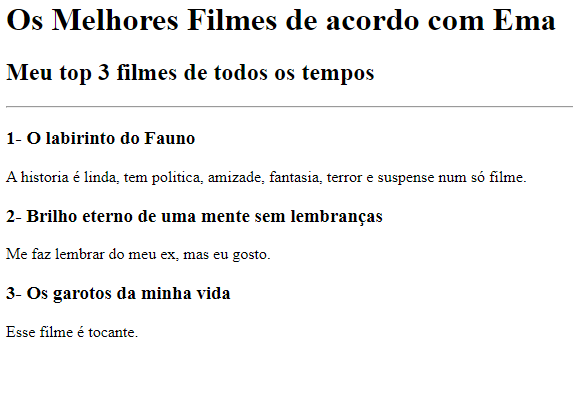 Os Melhores Filmes de acordo com Ema
Meu top 3 filmes de todos os tempos
1- O labirinto do Fauno
A historia é linda, tem politica, amizade, fantasia, terror e suspense num só filme.
2- Brilho eterno de uma mente sem lembranças
Me faz lembrar do meu ex, mas eu gosto.
3- Os garotos da minha vida
Esse filme é tocante.